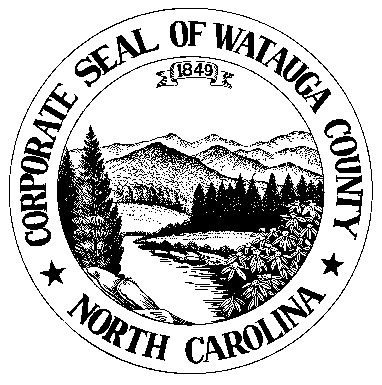 CORPORATE SEAL OF WATAUGA COUNTY
1849
NORTH CAROLINA